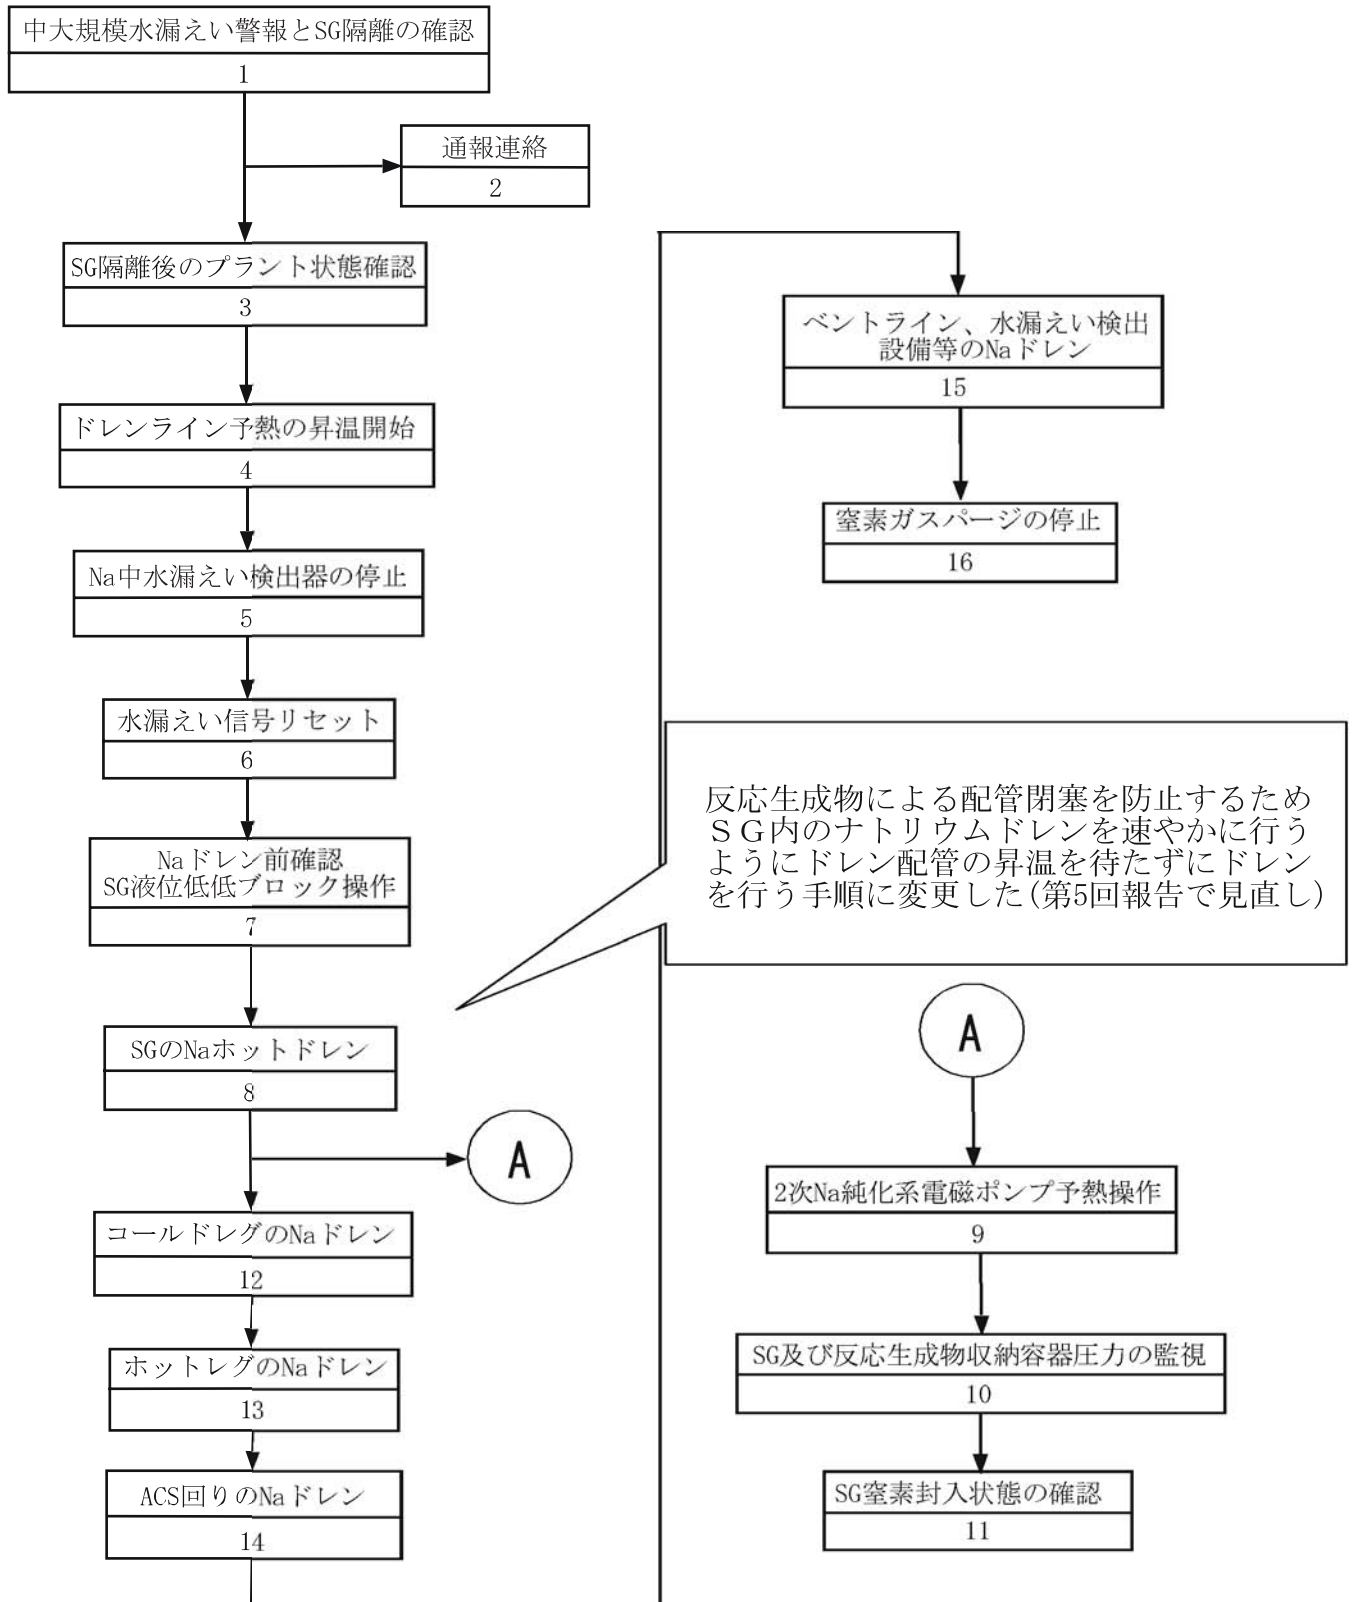 中大規模水漏えい警報とSG隔離の確認
1
通報連絡
2
SG隔離後のプラント状態確認
3
ドレンライン予熱の昇温開始
4
Na中水漏えい検出器の停止
5
水漏えい信号リセット
6
Naドレン前確認
SG液位低低ブロック操作
7
SGのNaホットドレン
8
A
コールドレグのNaドレン
12
ホットレグのNaドレン
13
ACS回りのNaドレン
14
ベントライン、水漏えい検出
設備等のNaドレン
15
窒素ガスパージの停止
16
反応生成物による配管閉塞を防止するため
SG内のナトリウムドレンを速やかに行う
ようにドレン配管の昇温を待たずにドレン
を行う手順に変更した(第5回報告で見直し)
A
2次Na純化系電磁ポンプ予熱操作
9
SG及び反応生成物収納容器圧力の監視
10
SG窒素封入状態の確認
11